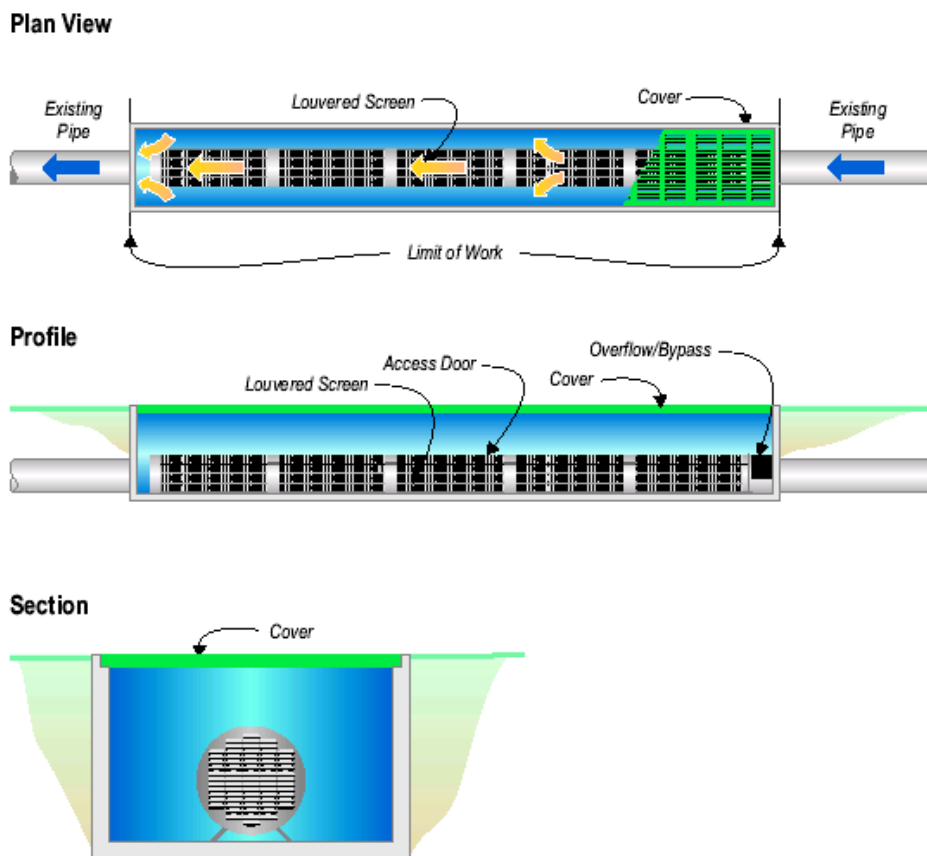 Plan View
Louvered Screen
Cover
Existing
Pipe
Existing
Pipe
Limit of Work
Profile
Overflow/Bypass
Access Door
Louvered Screen
Cover
Section
Cover